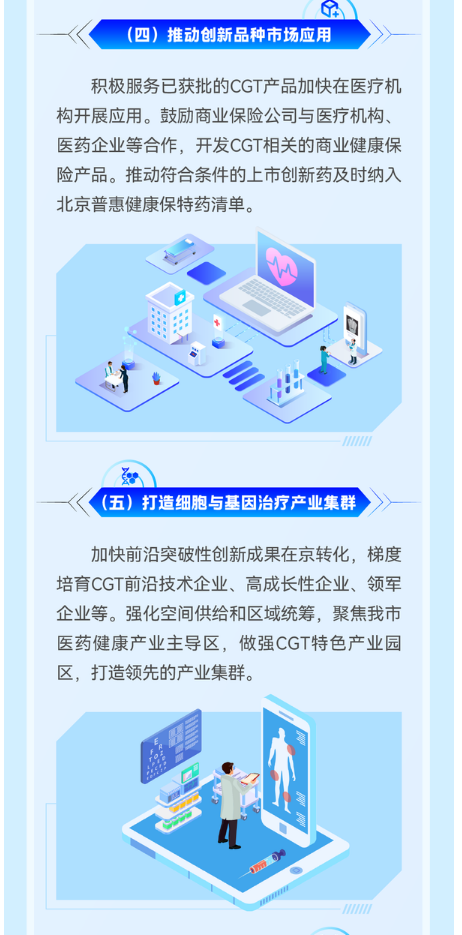 （四）推动创新品种市场应用
积极服务已获批的CGT产品加快在医疗机
构开展应用。鼓励商业保险公司与医疗机构、
医药企业等合作，开发CGT相关的商业健康保
险产品。推动符合条件的上市创新药及时纳入
北京普惠健康保特药清单。
（五）打造细胞与基因治疗产业集群
加快前沿突破性创新成果在京转化，梯度
培育CGT前沿技术企业、高成长性企业、领军
企业等。强化空间供给和区域统筹，聚焦我市
医药健康产业主导区，做强CGT特色产业园
区，打造领先的产业集群。